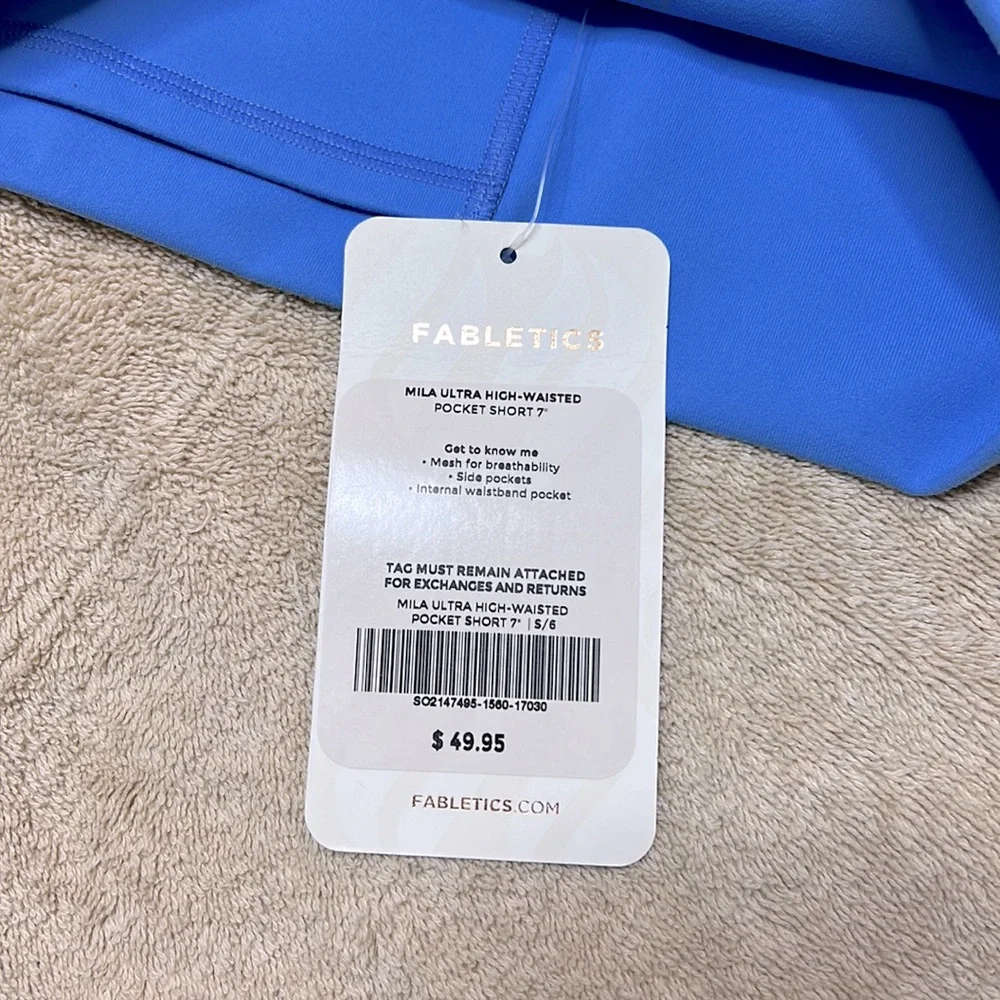 FABLETICS
MILA ULTRA HIGH-WAISTED
POCKET SHORT 7"
Get to know me
• Mesh for breathability
• Side pockets
• Internal waistband pocket
TAG MUST REMAIN ATTACHED
FOR EXCHANGES AND RETURNS
MILA ULTRA HIGH-WAISTED
POCKET SHORT 7" | S/6
SO2147495-1560-17030
$ 49.95
FABLETICS.COM